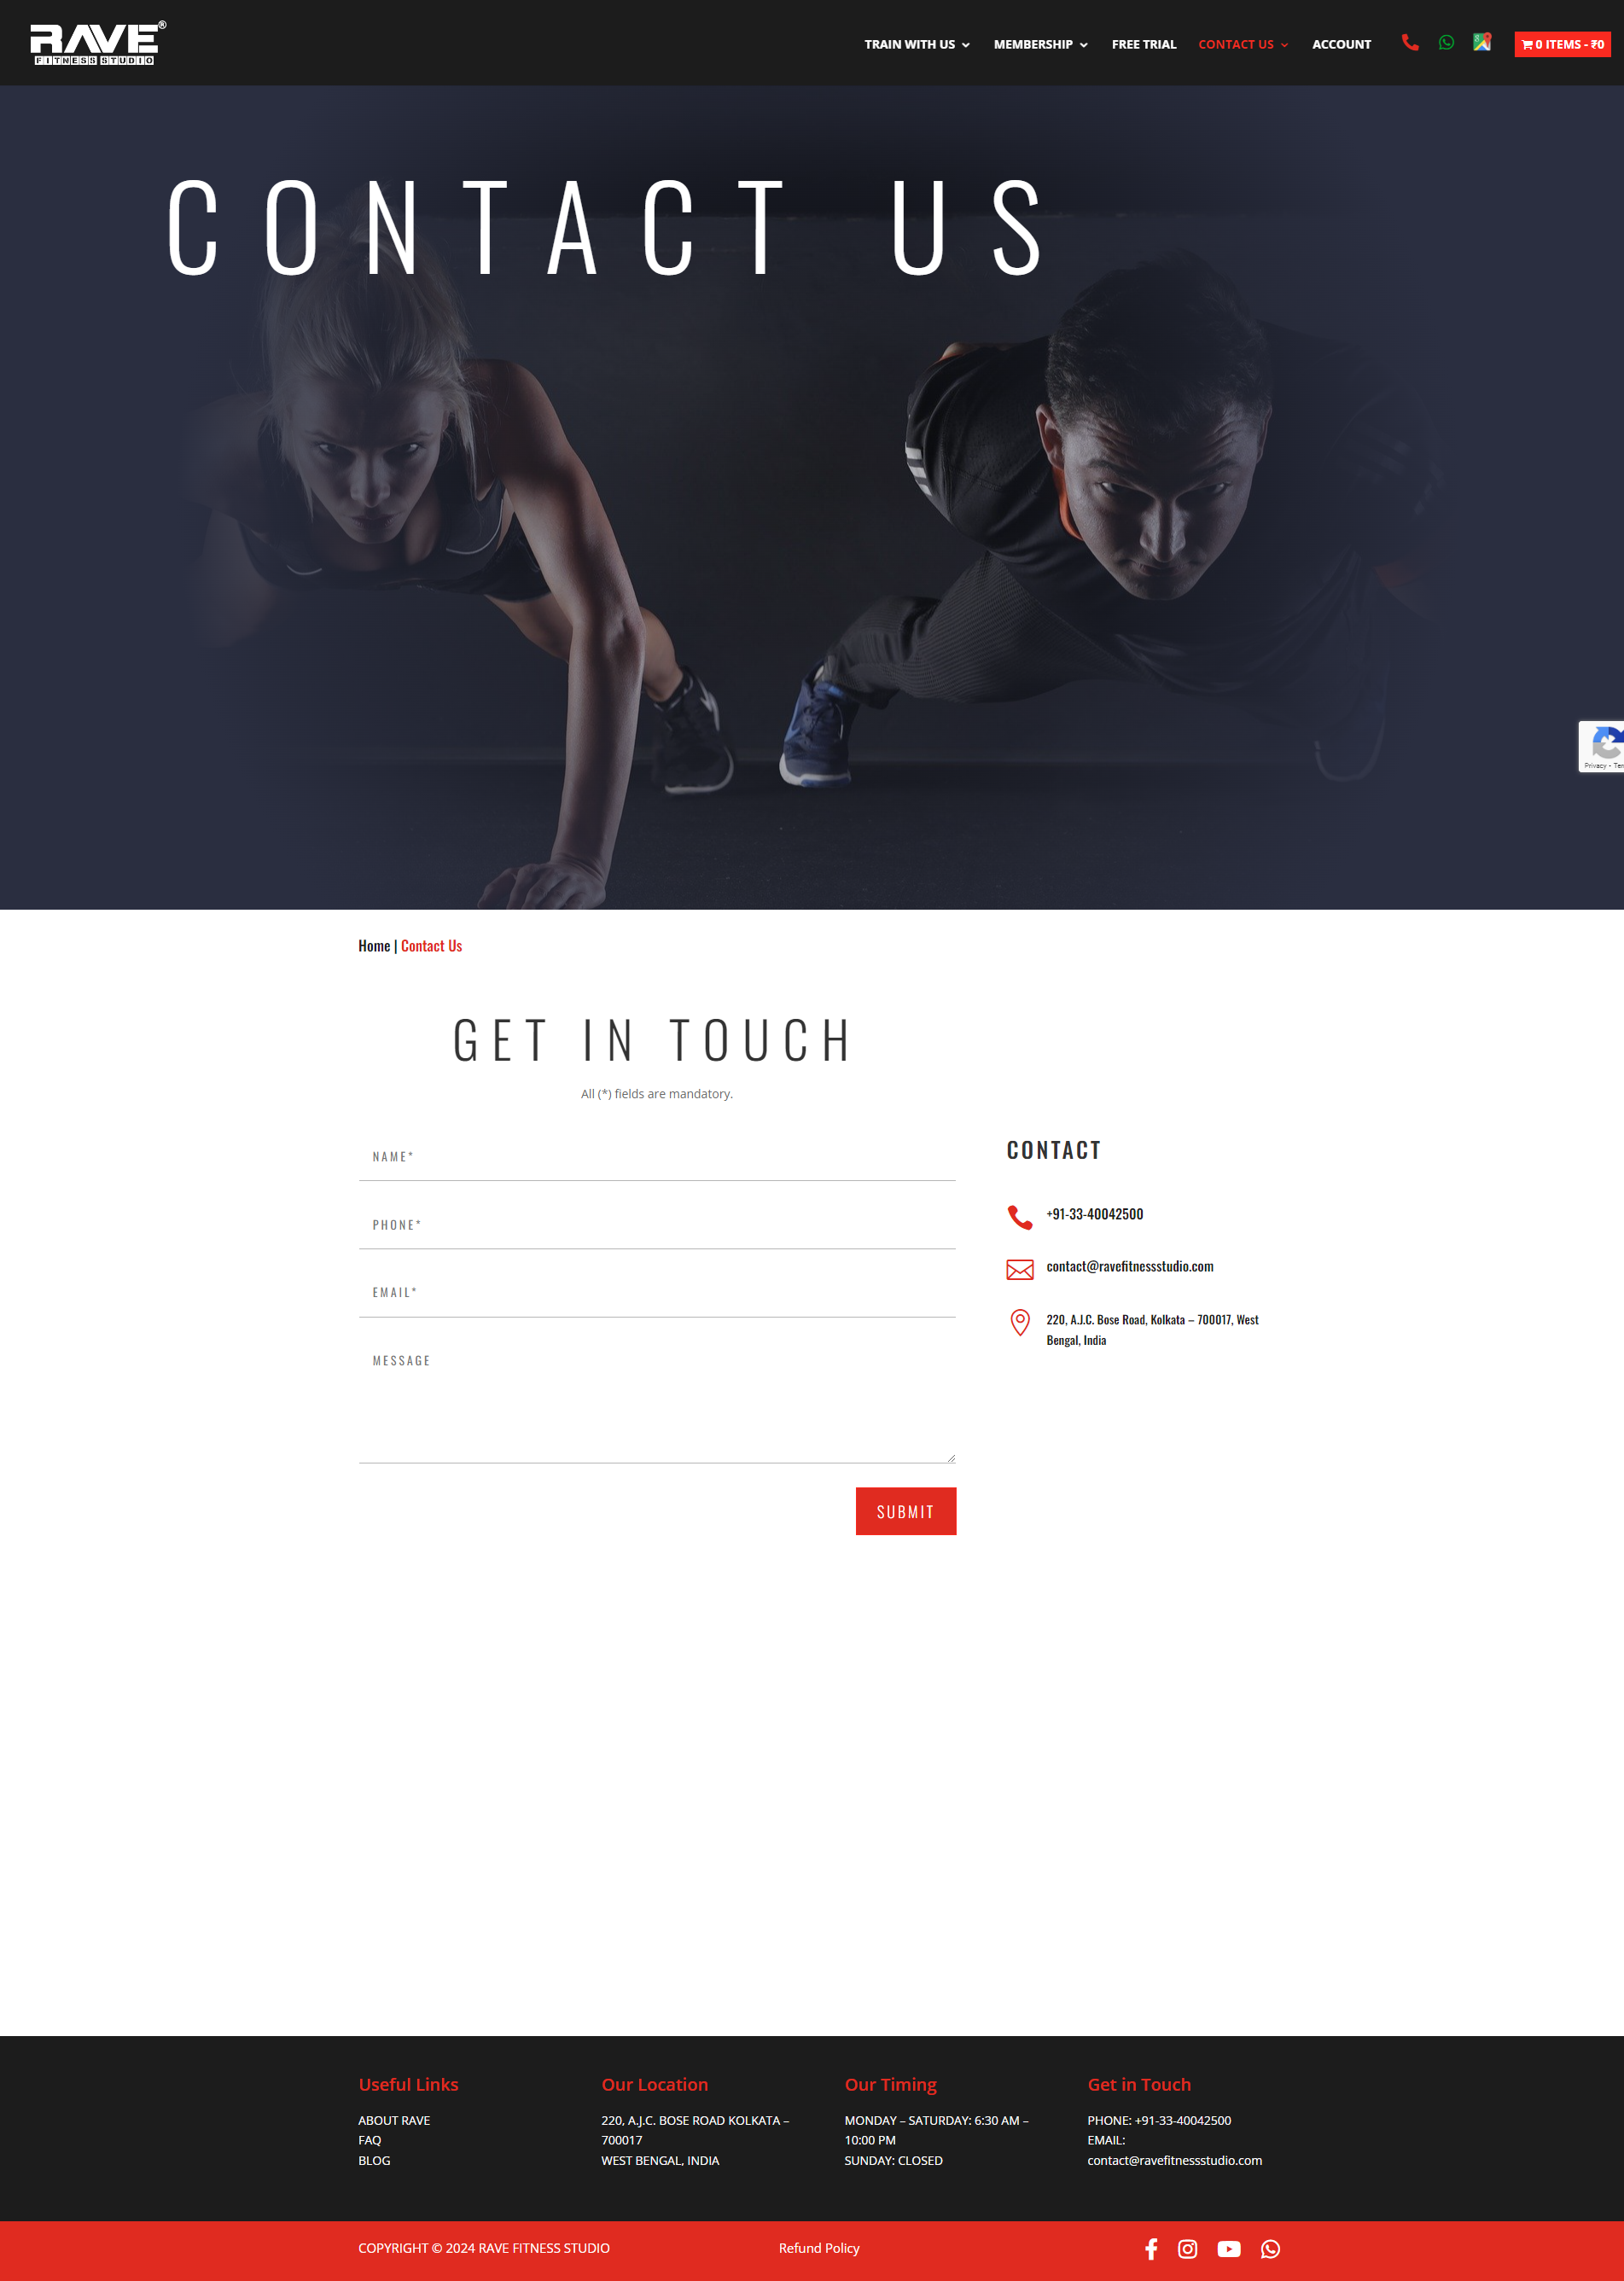 RAVE®
FITNESS STUDIO
TRAIN WITH US
MEMBERSHIP
FREE TRIAL
CONTACT US
ACCOUNT
0 ITEMS - ₹0
CONTACT US
Privacy -
Home | Contact Us
GET IN TOUCH
All (*) fields are mandatory.
NAME*
PHONE*
EMAIL*
MESSAGE
SUBMIT
CONTACT
+91-33-40042500
contact@ravefitnessstudio.com
220, A.J.C. Bose Road, Kolkata – 700017, West
Bengal, India
Useful Links
ABOUT RAVE
FAQ
BLOG
Our Location
220, A.J.C. BOSE ROAD KOLKATA –
700017
WEST BENGAL, INDIA
Our Timing
MONDAY – SATURDAY: 6:30 AM –
10:00 PM
SUNDAY: CLOSED
Get in Touch
PHONE: +91-33-40042500
EMAIL:
contact@ravefitnessstudio.com
COPYRIGHT © 2024 RAVE FITNESS STUDIO
Refund Policy